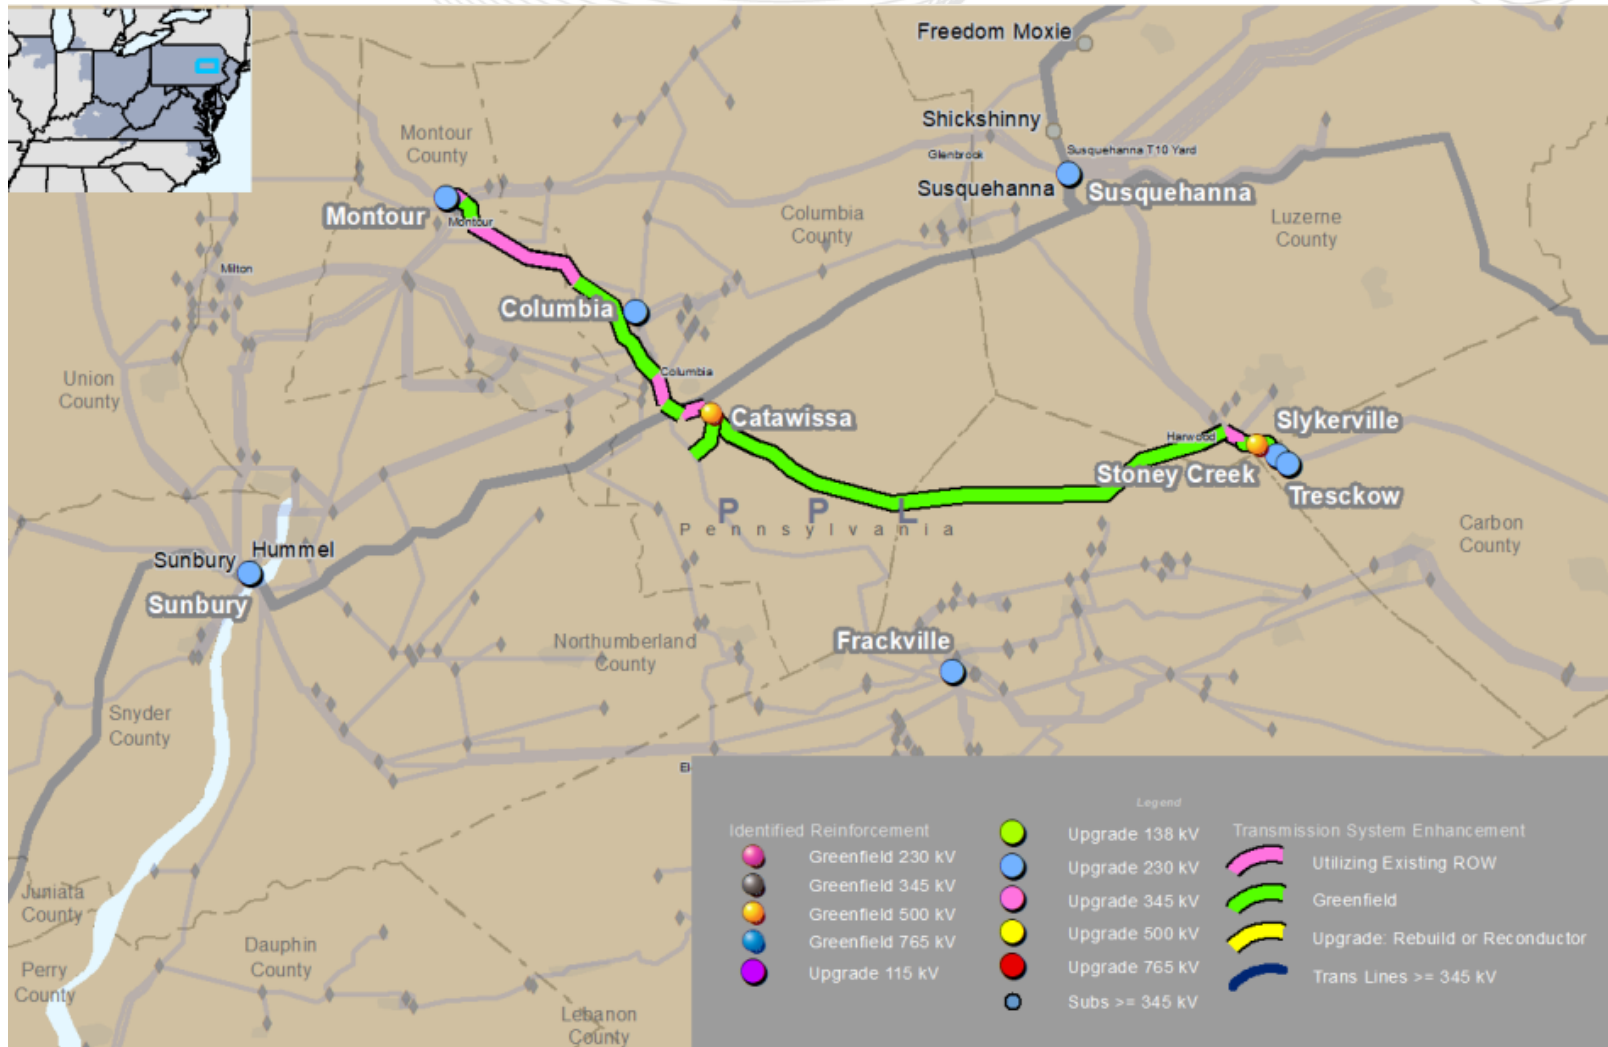 Freedom Moxie
Shickshinny
Glenbrook
Susquehanna T10 Yard
Susquehanna
Susquehanna
Montour
County
Montour
Montour
Columbia
County
Luzerne
County
Milton
Columbia
Columbia
Union
County
Catawissa
Slykerville
Harwood
Stoney Creek
Tresckow
P P L
Pennsylvania
Carbon
County
Sunbury
Hummel
Sunbury
Northumberland
County
Frackville
Snyder
County
Juniata
County
Dauphin
County
Perry
County
Lebanon
County
Legend
Identified Reinforcement
Greenfield 230 kV
Greenfield 345 kV
Greenfield 500 kV
Greenfield 765 kV
Upgrade 115 kV
Upgrade 138 kV
Upgrade 230 kV
Upgrade 345 kV
Upgrade 500 kV
Upgrade 765 kV
Subs >= 345 kV
Transmission System Enhancement
Utilizing Existing ROW
Greenfield
Upgrade: Rebuild or Reconductor
Trans Lines >= 345 kV